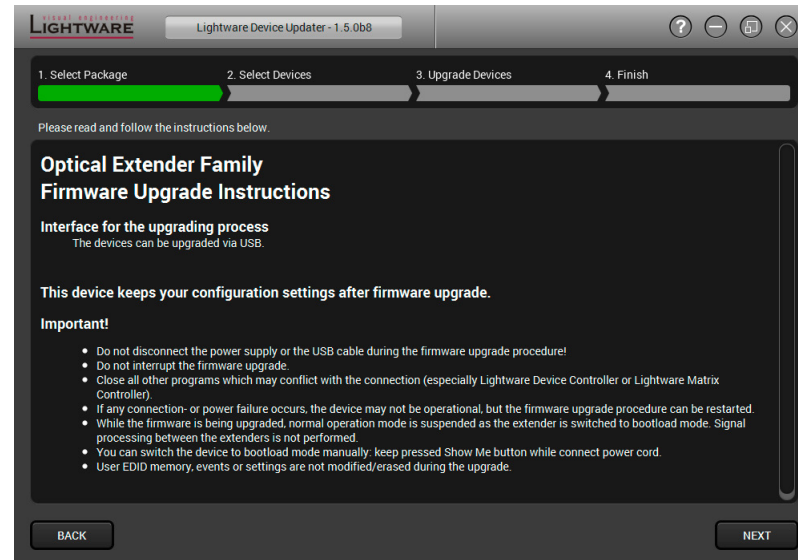 visual engineering
LIGHTWARE
Lightware Device Updater - 1.5.0b8
?
1. Select Package
2. Select Devices
3. Upgrade Devices
4. Finish
Please read and follow the instructions below.
Optical Extender Family
Firmware Upgrade Instructions
Interface for the upgrading process
The devices can be upgraded via USB.
This device keeps your configuration settings after firmware upgrade.
Important!
• Do not disconnect the power supply or the USB cable during the firmware upgrade procedure!
• Do not interrupt the firmware upgrade.
• Close all other programs which may conflict with the connection (especially Lightware Device Controller or Lightware Matrix
Controller).
• If any connection- or power failure occurs, the device may not be operational, but the firmware upgrade procedure can be restarted.
• While the firmware is being upgraded, normal operation mode is suspended as the extender is switched to bootload mode. Signal
processing between the extenders is not performed.
• You can switch the device to bootload mode manually: keep pressed Show Me button while connect power cord.
• User EDID memory, events or settings are not modified/erased during the upgrade.
BACK
NEXT